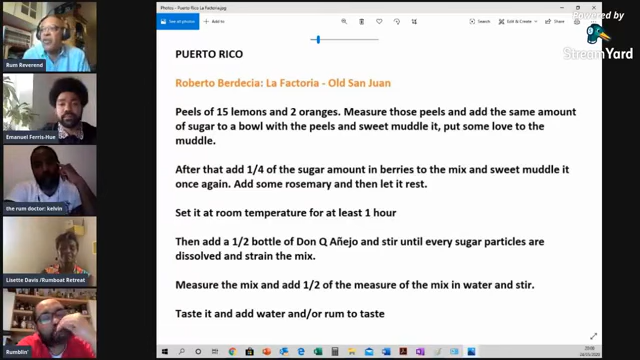 Photos - Puerto Rico La Factoria.jpg
See all photos
Add to
Search
Edit & Create
Share
Powered by
StreamYard
PUERTO RICO
Roberto Berdecia: La Factoria - Old San Juan
Peels of 15 lemons and 2 oranges. Measure those peels and add the same amount
of sugar to a bowl with the peels and sweet muddle it, put some love to the
muddle.
After that add 1/4 of the sugar amount in berries to the mix and sweet muddle it
once again. Add some rosemary and then let it rest.
Set it at room temperature for at least 1 hour
Then add a 1/2 bottle of Don Q Añejo and stir until every sugar particles are
dissolved and strain the mix.
Measure the mix and add 1/2 of the measure of the mix in water and stir.
Taste it and add water and/or rum to taste
Rum Reverend
Emanuel Ferris-Hue
the rum doctor: kelvin
Lisette Davis /Rumboat Retreat
Rumblin'
20:08
24/05/2020